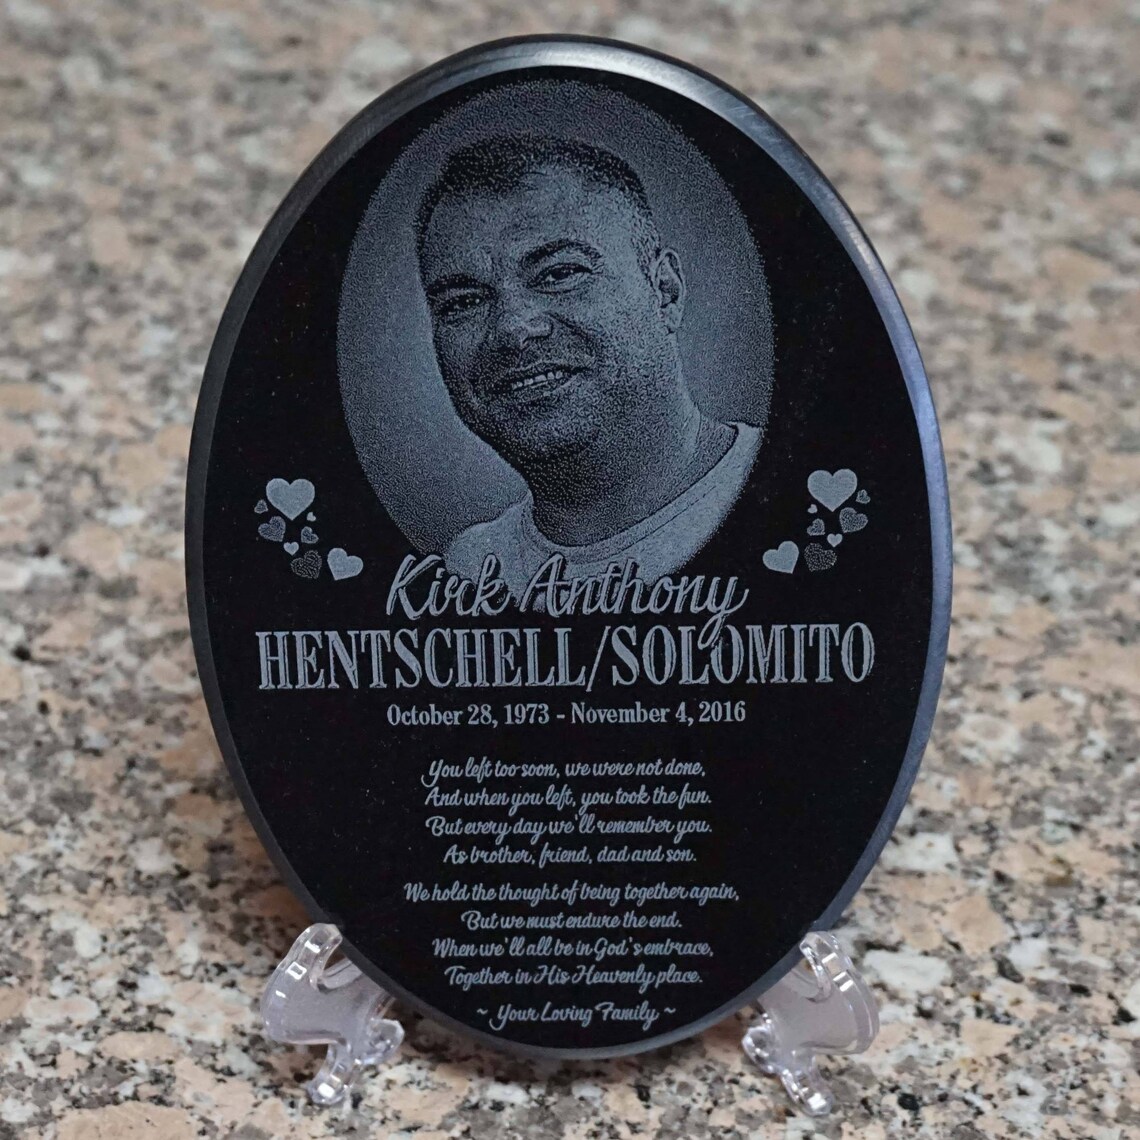 Kirk Anthony
HENTSCHELL/SOLOMITO
October 28, 1973 - November 4, 2016
You left too soon, we were not done,
And when you left, you took the fun.
But every day we'll remember you.
As brother, friend, dad and son.
We hold the thought of being together again,
But we must endure the end.
When we'll all be in God's embrace,
Together in His Heavenly place.
~ Your Loving Family ~